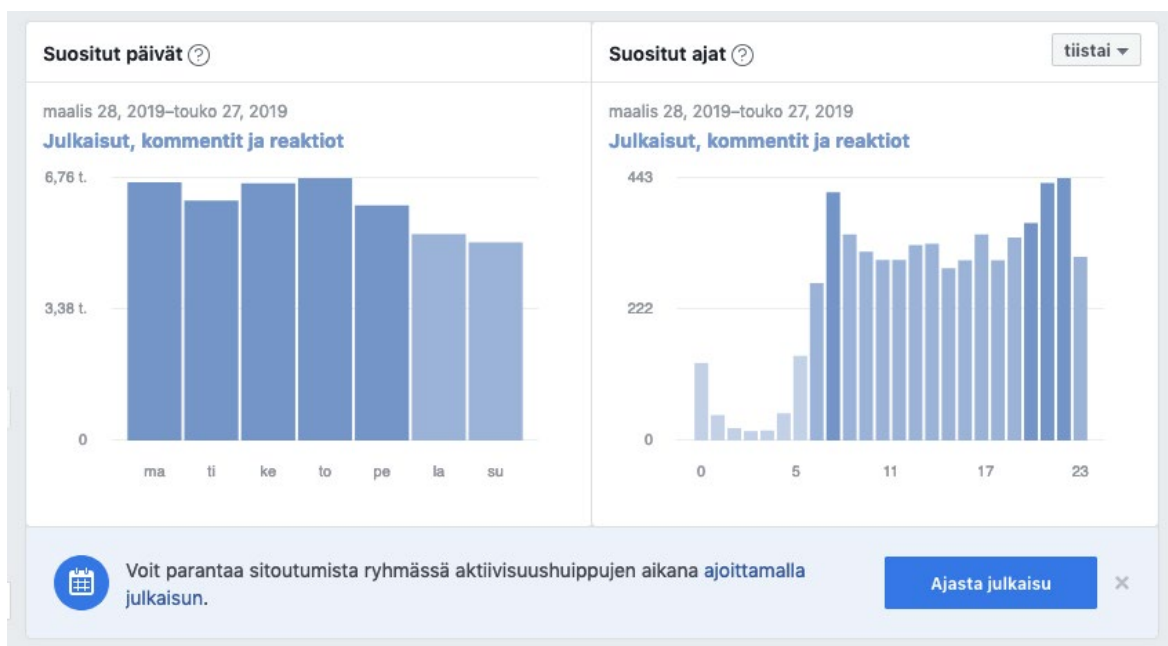 Suositut päivät ?
maalis 28, 2019–touko 27, 2019
Julkaisut, kommentit ja reaktiot
6,76 t.
3,38 t.
0
ma ti ke to pe la su
Suositut ajat ?
tiistai
maalis 28, 2019–touko 27, 2019
Julkaisut, kommentit ja reaktiot
443
222
0
0 5 11 17 23
Voit parantaa sitoutumista ryhmässä aktiivisuushuippujen aikana ajoittamalla
julkaisun.
Ajasta julkaisu